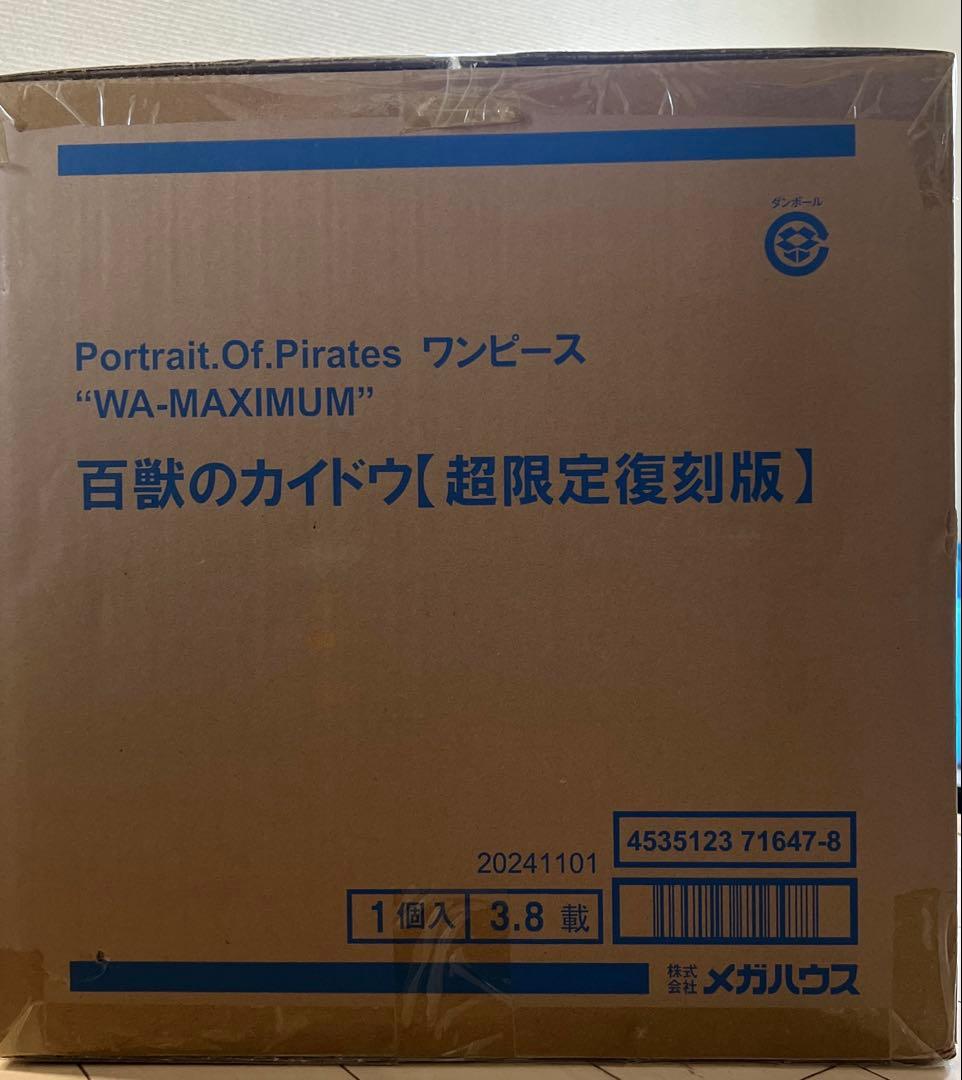 ダンボール
Portrait.Of.Pirates ワンピース
“WA-MAXIMUM”
百獣のカイドウ【超限定復刻版】
4535123 71647-8
20241101
1個入 3.8 載
株式会社 メガハウス